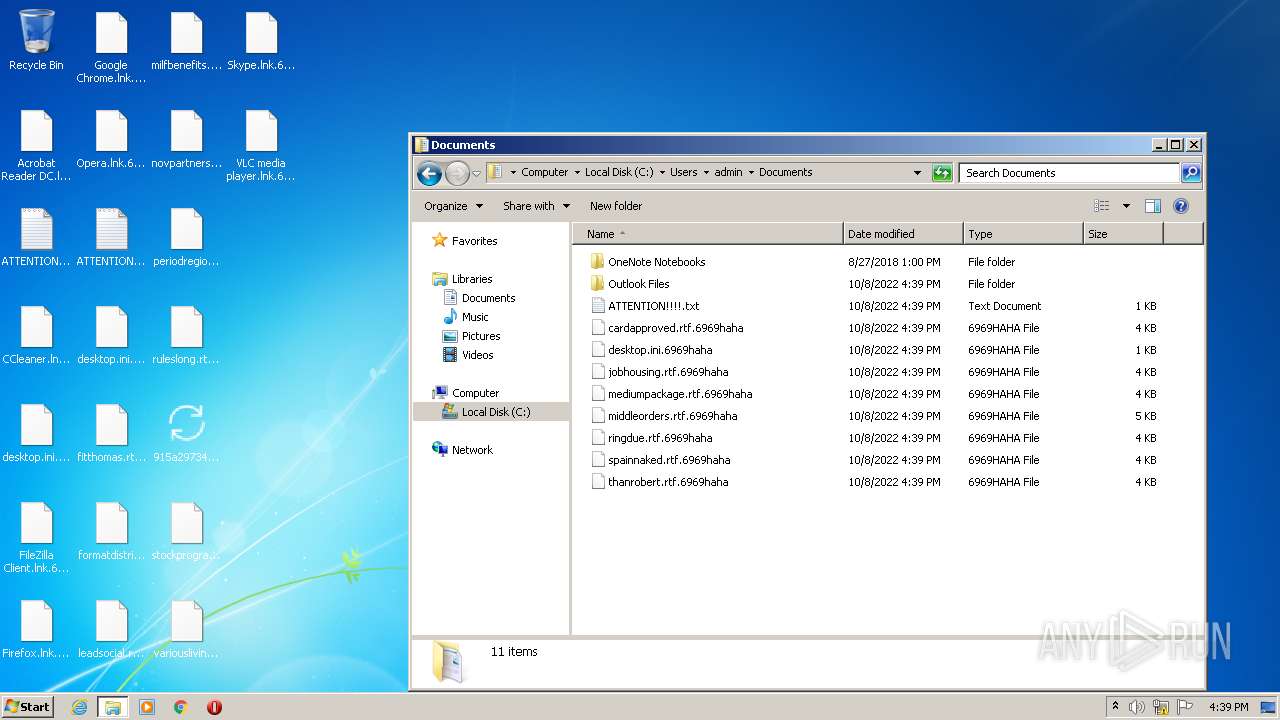 Recycle Bin
Google
Chrome.lnk....
milfbenefits....
Skype.lnk.6...
Acrobat
Reader DC.l...
Opera.lnk.6...
novpartners...
VLC media
player.lnk.6...
ATTENTION...
ATTENTION...
periodregio...
CCleaner.ln...
desktop.ini....
ruleslong.rt...
desktop.ini....
fitthomas.rt...
915a29734...
FileZilla
Client.lnk.6...
formatdistri...
stockprogra...
Firefox.lnk....
leadsocial.r...
variouslivin...
Documents
Computer Local Disk (C:) Users admin Documents
Search Documents
Organize Share with New folder
Favorites
Libraries
Documents
Music
Pictures
Videos
Computer
Local Disk (C:)
Network
Name Date modified Type Size
OneNote Notebooks 8/27/2018 1:00 PM File folder
Outlook Files 10/8/2022 4:39 PM File folder
ATTENTION!!!!.txt 10/8/2022 4:39 PM Text Document 1 KB
cardapproved.rtf.6969haha 10/8/2022 4:39 PM 6969HAHA File 4 KB
desktop.ini.6969haha 10/8/2022 4:39 PM 6969HAHA File 1 KB
jobhousing.rtf.6969haha 10/8/2022 4:39 PM 6969HAHA File 4 KB
mediumpackage.rtf.6969haha 10/8/2022 4:39 PM 6969HAHA File 4 KB
middleorders.rtf.6969haha 10/8/2022 4:39 PM 6969HAHA File 5 KB
ringdue.rtf.6969haha 10/8/2022 4:39 PM 6969HAHA File 4 KB
spainnaked.rtf.6969haha 10/8/2022 4:39 PM 6969HAHA File 4 KB
thanrobert.rtf.6969haha 10/8/2022 4:39 PM 6969HAHA File 4 KB
11 items
ANY RUN
Start
4:39 PM